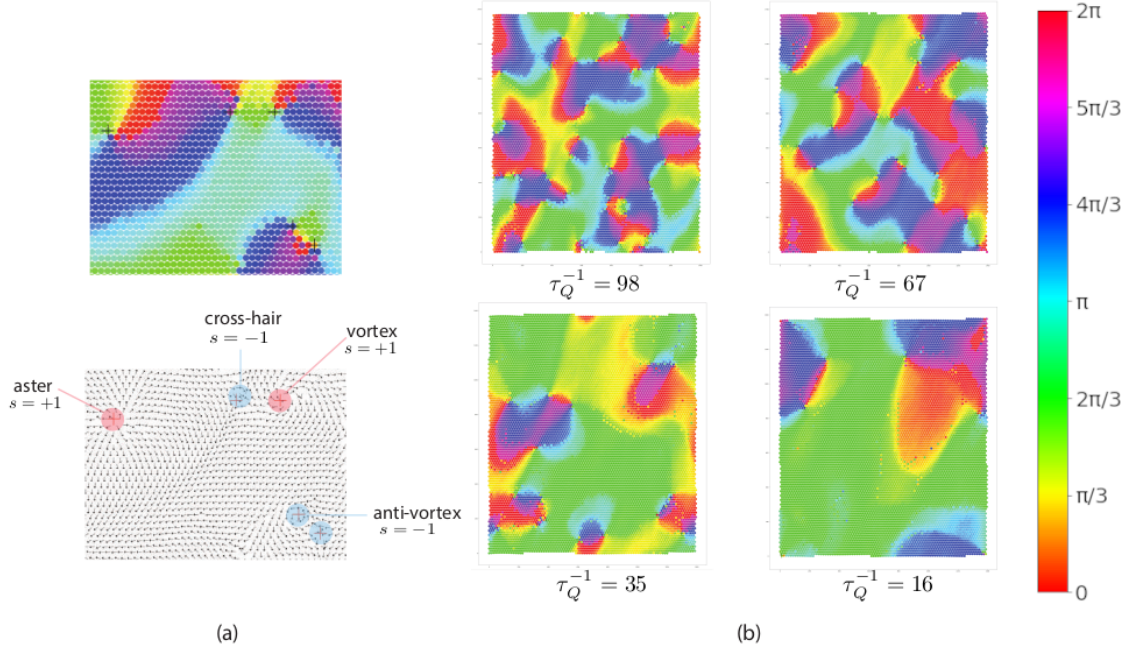 cross-hair
s = −1
vortex
s = +1
aster
s = +1
anti-vortex
s = −1
(a)
τ_Q^{-1} = 98
τ_Q^{-1} = 67
τ_Q^{-1} = 35
τ_Q^{-1} = 16
(b)
2π
5π/3
4π/3
π
2π/3
π/3
0